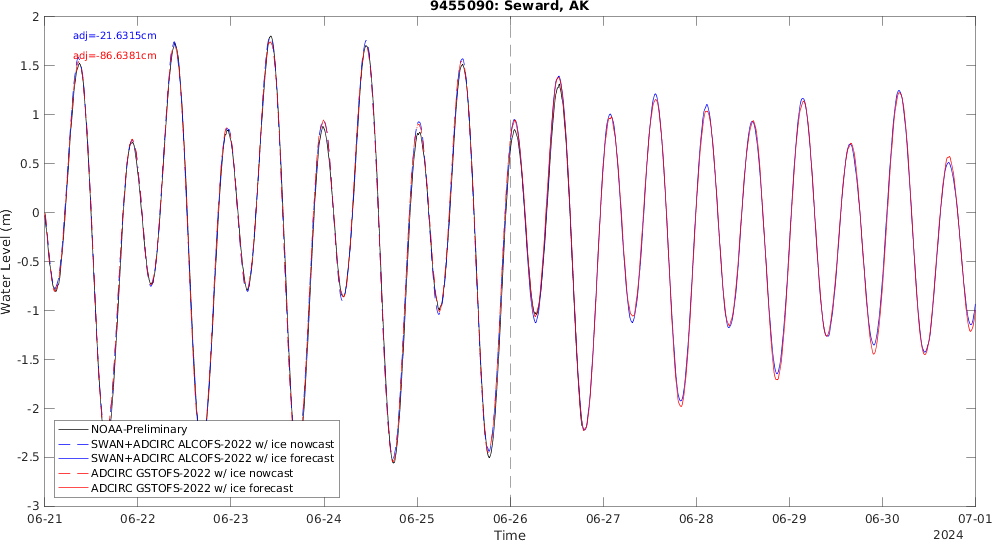 9455090: Seward, AK
adj=-21.6315cm
adj=-86.6381cm
2
1.5
1
0.5
0
-0.5
-1
-1.5
-2
-2.5
-3
Water Level (m)
NOAA-Preliminary
SWAN+ADCIRC ALCOFS-2022 w/ ice nowcast
SWAN+ADCIRC ALCOFS-2022 w/ ice forecast
ADCIRC GSTOFS-2022 w/ ice nowcast
ADCIRC GSTOFS-2022 w/ ice forecast
06-21 06-22 06-23 06-24 06-25 06-26 06-27 06-28 06-29 06-30 07-01
Time
2024